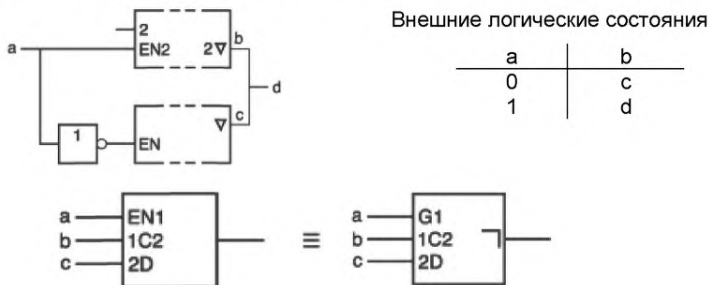 Внешние логические состояния
a b
0 c
1 d
a
2
EN2 2▽ b
d
c
▽
1 EN
a EN1
b 1C2
c 2D
≡
a G1
b 1C2 ¬
c 2D